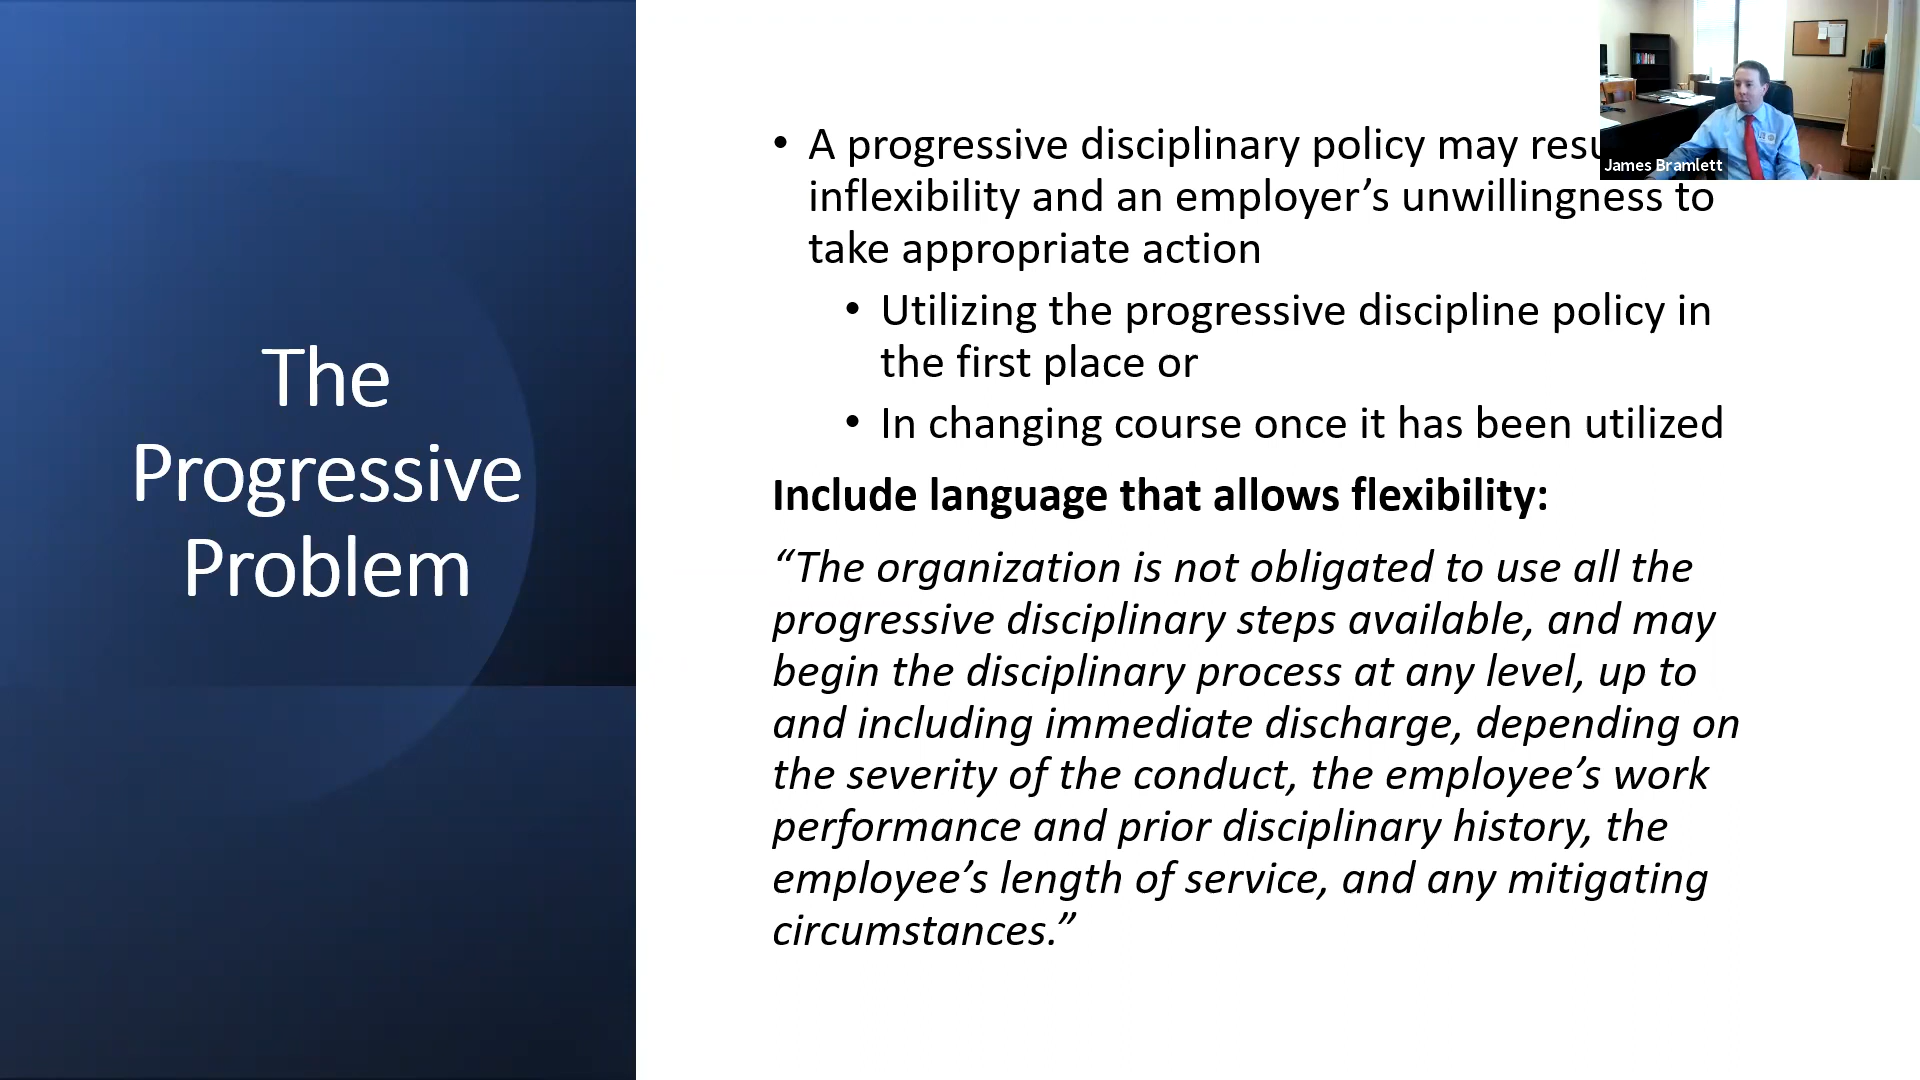 The
Progressive
Problem
• A progressive disciplinary policy may
inflexibility and an employer’s unwillingness to
take appropriate action
• Utilizing the progressive discipline policy in
the first place or
• In changing course once it has been utilized
Include language that allows flexibility:
“The organization is not obligated to use all the
progressive disciplinary steps available, and may
begin the disciplinary process at any level, up to
and including immediate discharge, depending on
the severity of the conduct, the employee’s work
performance and prior disciplinary history, the
employee’s length of service, and any mitigating
circumstances.”
James Bramlett